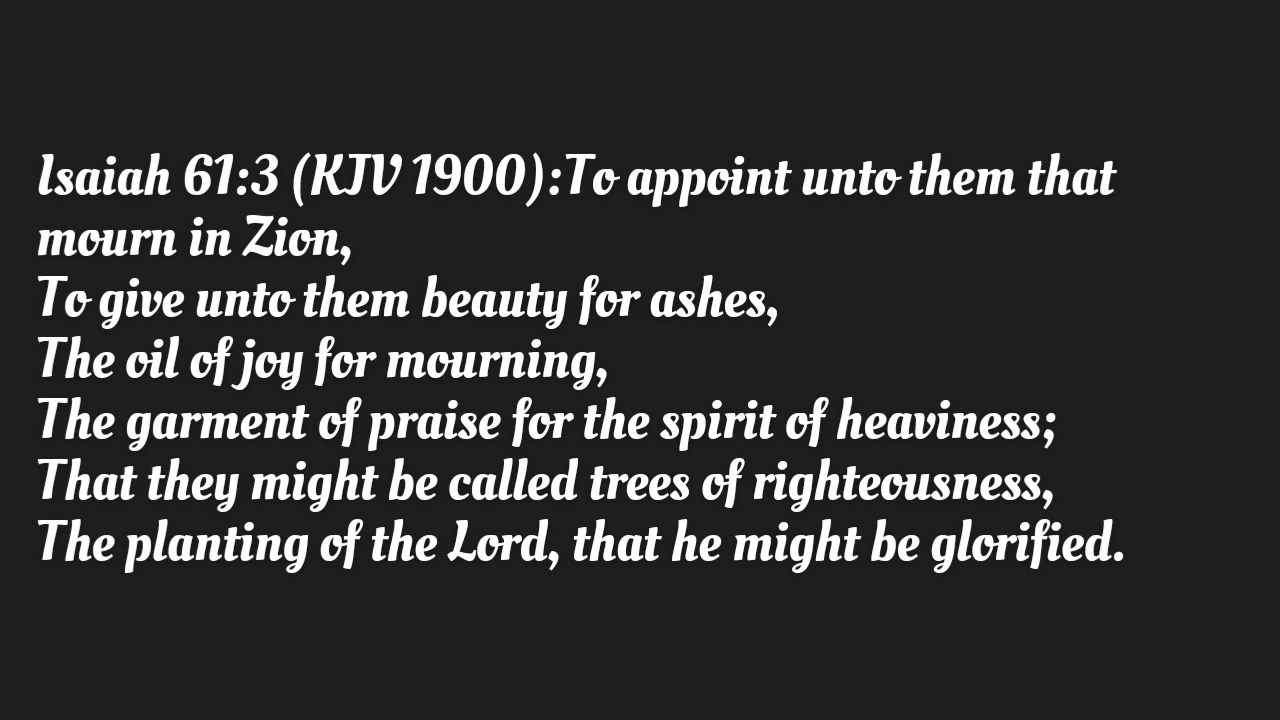 Isaiah 61:3 (KJV 1900):To appoint unto them that
mourn in Zion,
To give unto them beauty for ashes,
The oil of joy for mourning,
The garment of praise for the spirit of heaviness;
That they might be called trees of righteousness,
The planting of the Lord, that he might be glorified.